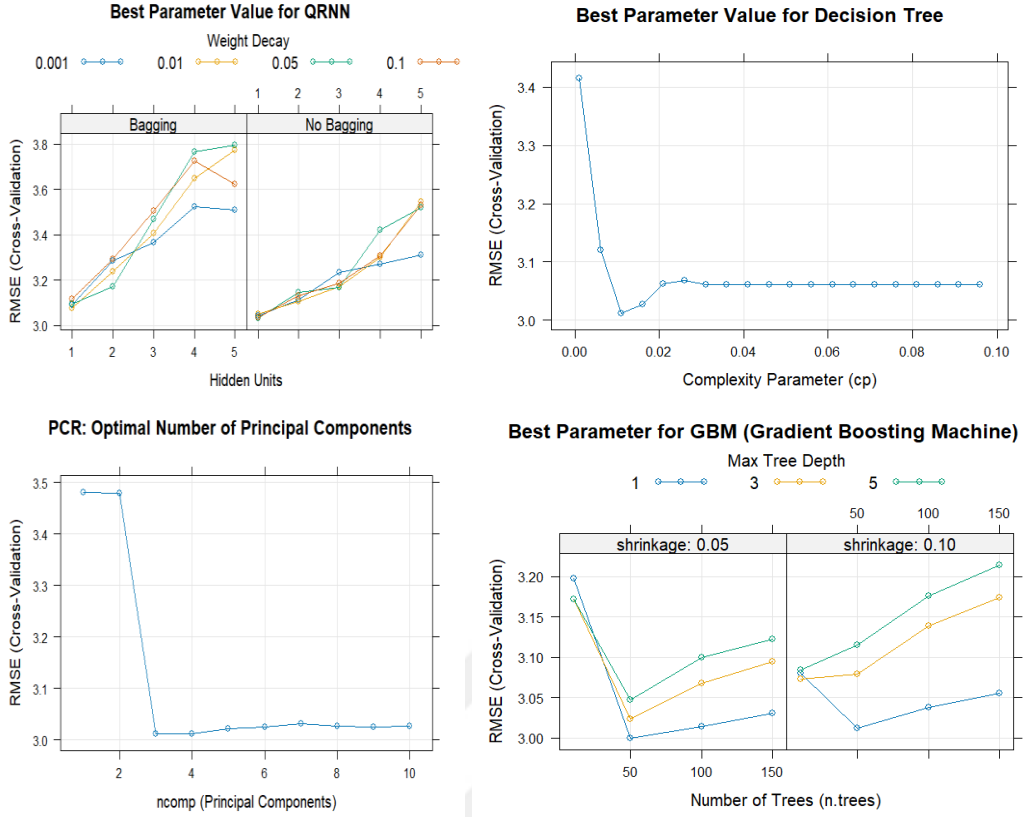 Best Parameter Value for QRNN
Weight Decay
0.001 0.01 0.05 0.1
1 2 3 4 5
Bagging No Bagging
RMSE (Cross-Validation)
3.8
3.6
3.4
3.2
3.0
1 2 3 4 5
Hidden Units
Best Parameter Value for Decision Tree
RMSE (Cross-Validation)
3.4
3.3
3.2
3.1
3.0
0.00 0.02 0.04 0.06 0.08 0.10
Complexity Parameter (cp)
PCR: Optimal Number of Principal Components
RMSE (Cross-Validation)
3.5
3.4
3.3
3.2
3.1
3.0
2 4 6 8 10
ncomp (Principal Components)
Best Parameter for GBM (Gradient Boosting Machine)
Max Tree Depth
1 3 5
50 100 150
shrinkage: 0.05 shrinkage: 0.10
RMSE (Cross-Validation)
3.20
3.15
3.10
3.05
3.00
50 100 150
Number of Trees (n.trees)